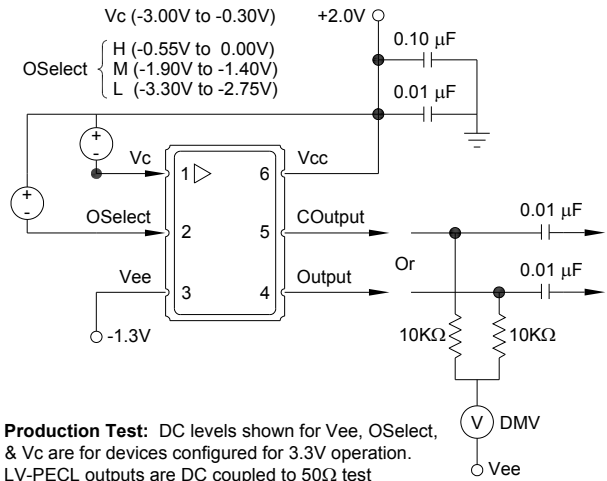 Vc (-3.00V to -0.30V)
+2.0V
H (-0.55V to 0.00V)
OSelect
M (-1.90V to -1.40V)
L (-3.30V to -2.75V)
0.10 μF
0.01 μF
+
-
Vc
1
6
Vcc
+
-
OSelect
2
5
COutput
0.01 μF
Or
Vee
3
4
Output
0.01 μF
-1.3V
10KΩ
10KΩ
V
DMV
Vee
Production Test: DC levels shown for Vee, OSelect,
& Vc are for devices configured for 3.3V operation.
LV-PECL outputs are DC coupled to 50Ω test